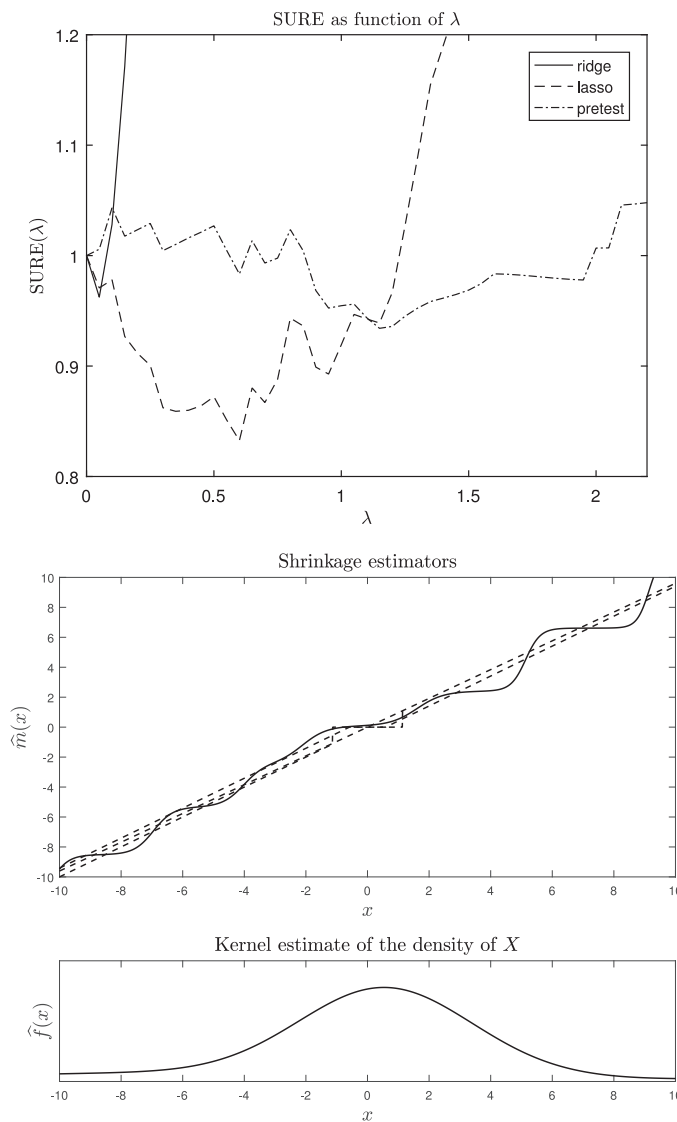 SURE as function of λ
1.2
ridge
lasso
pretest
1.1
SURE(λ)
1
0.9
0.8
0 0.5 1 1.5 2
λ
Shrinkage estimators
10
8
6
4
2
m̂(x)
0
-2
-4
-6
-8
-10
-10 -8 -6 -4 -2 0 2 4 6 8 10
x
Kernel estimate of the density of X
f̂(x)
-10 -8 -6 -4 -2 0 2 4 6 8 10
x